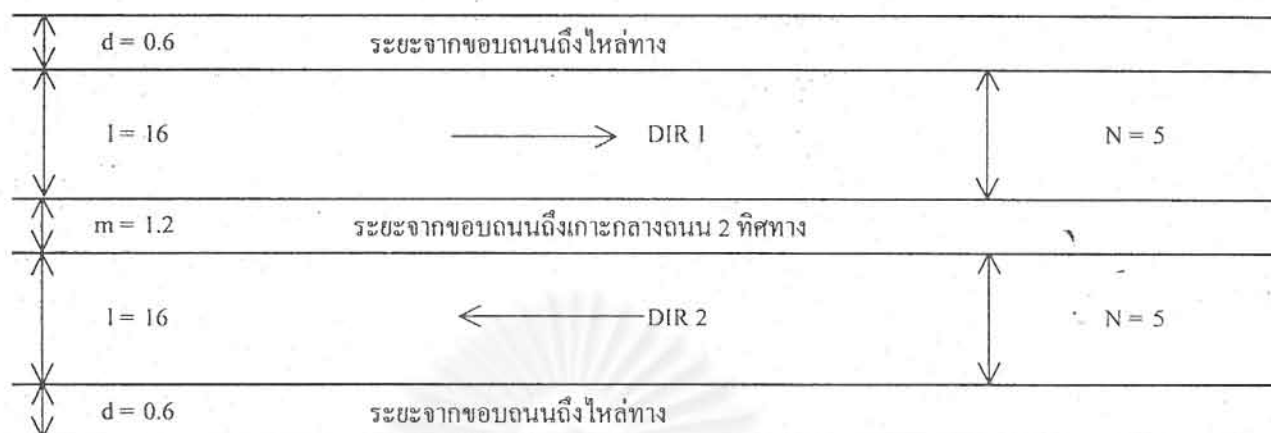 d = 0.6 ระยะจากขอบถนนถึงไหล่ทาง
l = 16 DIR 1 N = 5
m = 1.2 ระยะจากขอบถนนถึงเกาะกลางถนน 2 ทิศทาง
l = 16 DIR 2 N = 5
d = 0.6 ระยะจากขอบถนนถึงไหล่ทาง